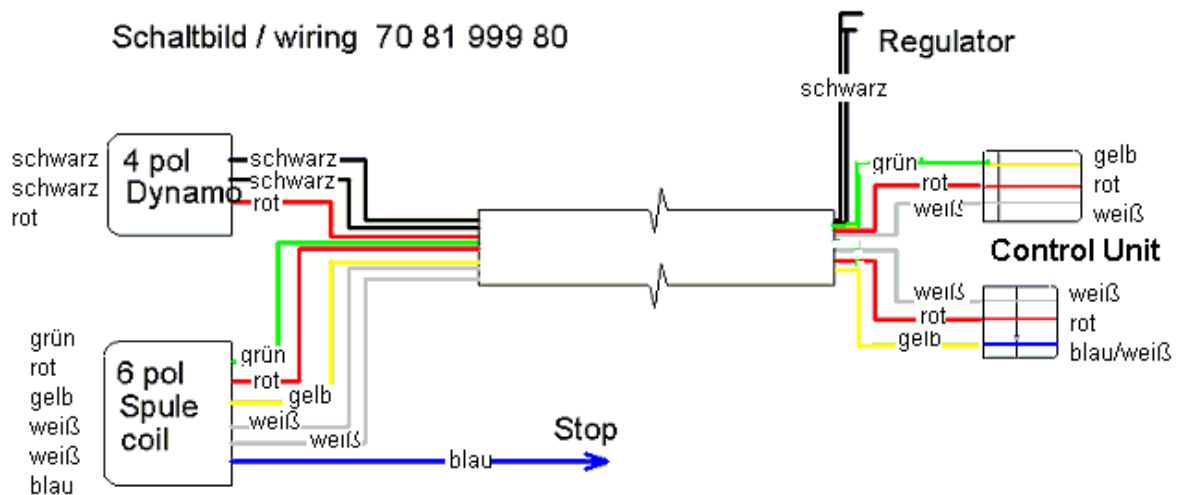 Schaltbild / wiring 70 81 999 80
Regulator
schwarz
schwarz
schwarz
rot
4 pol
Dynamo
schwarz
schwarz
rot
grün
rot
weiß
gelb
rot
weiß
Control Unit
weiß
rot
gelb
weiß
rot
blau/weiß
grün
rot
gelb
weiß
weiß
blau
6 pol
Spule
coil
grün
rot
gelb
weiß
weiß
blau
Stop